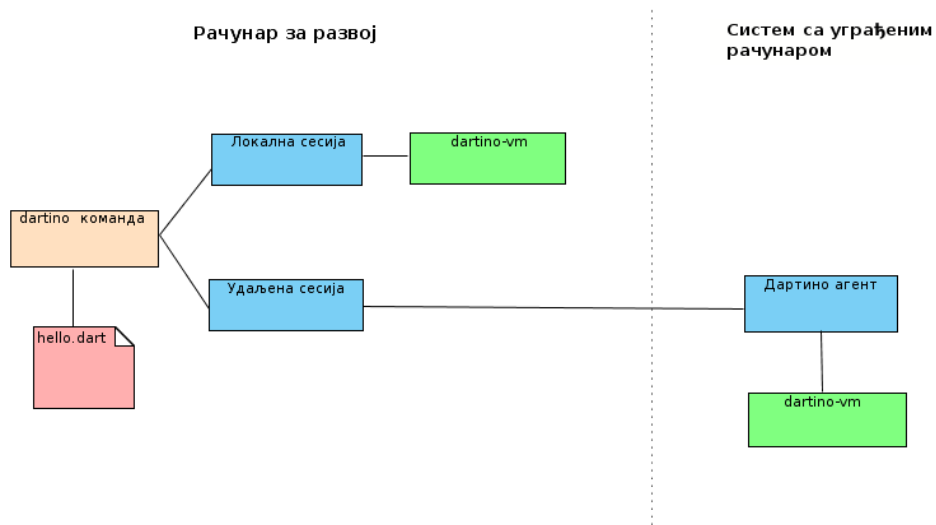 Рачунар за развој
Систем са уграђеним
рачунаром
Локална сесија
dartino-vm
dartino команда
Удаљена сесија
Дартино агент
hello.dart
dartino-vm